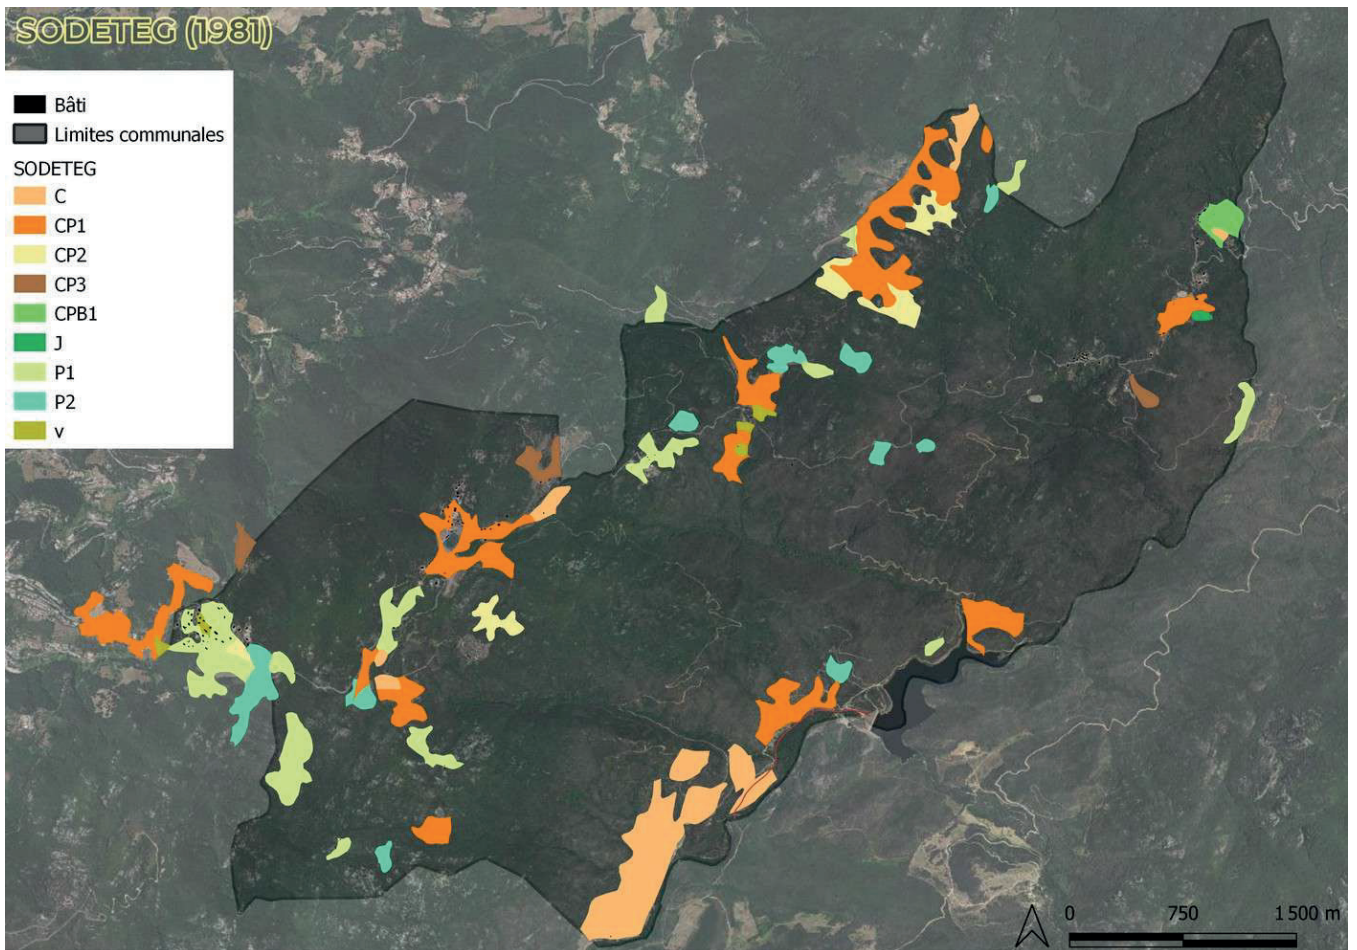 SODETEG (1981)
Bâti
Limites communales
SODETEG
C
CP1
CP2
CP3
CPB1
J
P1
P2
v
0 750 1 500 m